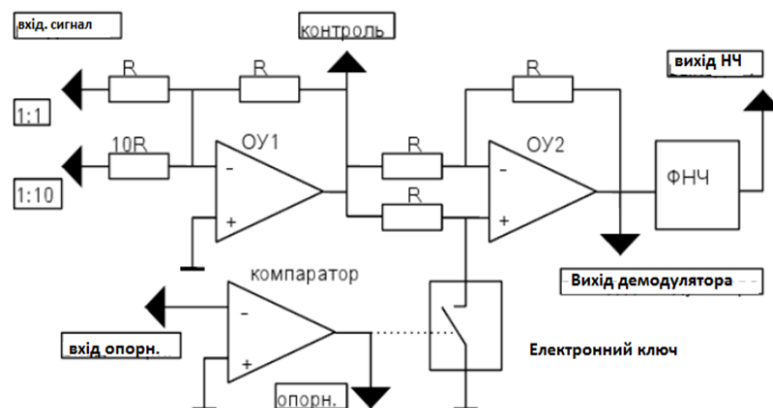 вхід. сигнал
контроль
вихід НЧ
R
R
R
1:1
10R
ОУ1
R
ОУ2
ФНЧ
-
-
+
R
+
1:10
компаратор
Вихід демодулятора
-
вхід опорн.
+
Електронний ключ
опорн.